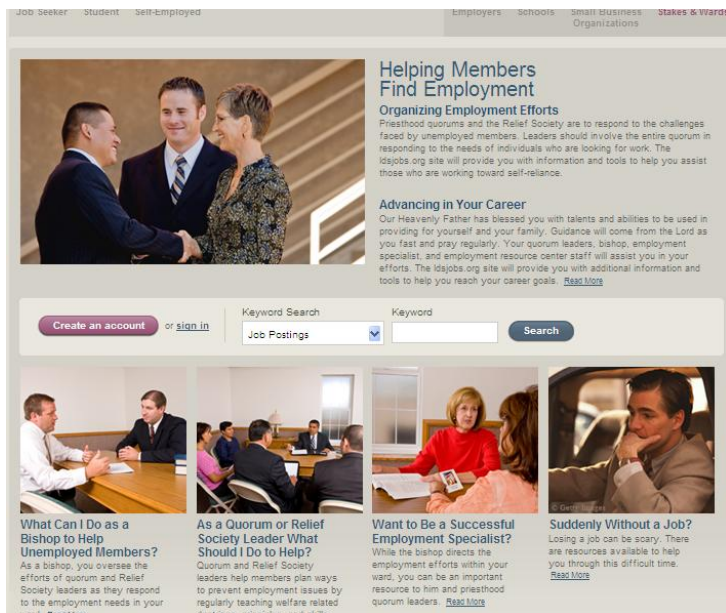 Job Seeker Student Self-Employed
Employers Schools Small Business Stakes & Wards
Organizations
Helping Members
Find Employment
Organizing Employment Efforts
Priesthood quorums and the Relief Society are to respond to the challenges
faced by unemployed members. Leaders should involve the entire quorum in
responding to the needs of individuals who are looking for work. The
ldsjobs.org site will provide you with information and tools to help you assist
those who are working toward self-reliance.
Advancing in Your Career
Our Heavenly Father has blessed you with talents and abilities to be used in
providing for yourself and your family. Guidance will come from the Lord as
you fast and pray regularly. Your quorum leaders, bishop, employment
specialist, and employment resource center staff will assist you in your
efforts. The ldsjobs.org site will provide you with additional information and
tools to help you reach your career goals. Read More
Keyword Search Keyword
Create an account or sign in Job Postings Search
© Getty Images
What Can I Do as a
Bishop to Help
Unemployed Members?
As a bishop, you oversee the
efforts of quorum and Relief
Society leaders as they respond
to the employment needs in your
As a Quorum or Relief
Society Leader What
Should I Do to Help?
Quorum and Relief Society
leaders help members plan ways
to prevent employment issues by
regularly teaching welfare related
Want to Be a Successful
Employment Specialist?
While the bishop directs the
employment efforts within your
ward, you can be an important
resource to him and priesthood
quorum leaders. Read More
Suddenly Without a Job?
Losing a job can be scary. There
are resources available to help
you through this difficult time.
Read More